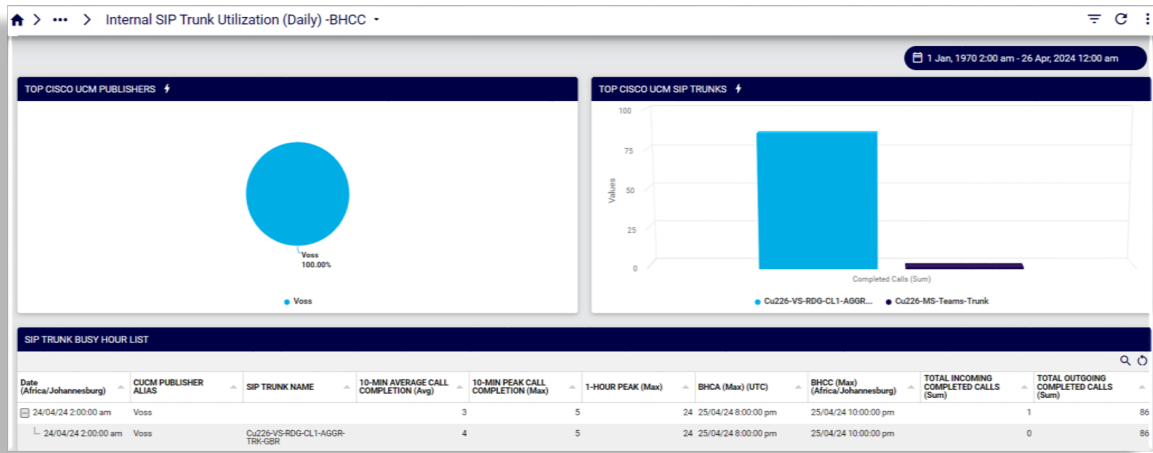 Internal SIP Trunk Utilization (Daily) -BHCC
1 Jan, 1970 2:00 am - 26 Apr, 2024 12:00 am
TOP CISCO UCM PUBLISHERS
Voss
100.00%
Voss
TOP CISCO UCM SIP TRUNKS
100
75
50
25
0
Values
Completed Calls (Sum)
Cu226-VS-RDG-CL1-AGGR... Cu226-MS-Teams-Trunk
SIP TRUNK BUSY HOUR LIST
Date (Africa/Johannesburg) CUCM PUBLISHER ALIAS SIP TRUNK NAME 10-MIN AVERAGE CALL COMPLETION (Avg) 10-MIN PEAK CALL COMPLETION (Max) 1-HOUR PEAK (Max) BHCA (Max) (UTC) BHCC (Max) (Africa/Johannesburg) TOTAL INCOMING COMPLETED CALLS (Sum) TOTAL OUTGOING COMPLETED CALLS (Sum)
24/04/24 2:00:00 am Voss 3 5 24 25/04/24 8:00:00 pm 25/04/24 10:00:00 pm 1 86
24/04/24 2:00:00 am Voss Cu226-VS-RDG-CL1-AGGR-TRK-GBR 4 5 24 25/04/24 8:00:00 pm 25/04/24 10:00:00 pm 0 86